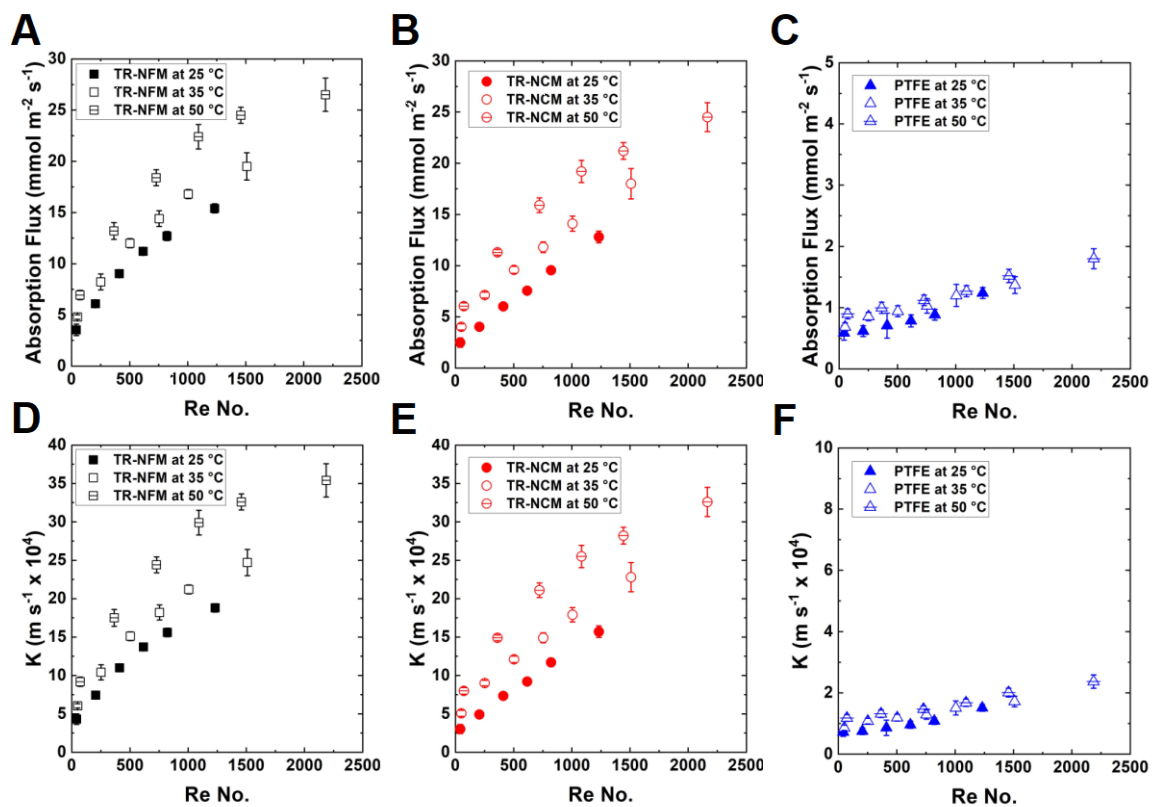 A
30
25
20
15
10
5
0
Absorption Flux (mmol m⁻² s⁻¹)
TR-NFM at 25 °C
TR-NFM at 35 °C
TR-NFM at 50 °C
0 500 1000 1500 2000 2500
Re No.
B
30
25
20
15
10
5
0
Absorption Flux (mmol m⁻² s⁻¹)
TR-NCM at 25 °C
TR-NCM at 35 °C
TR-NCM at 50 °C
0 500 1000 1500 2000 2500
Re No.
C
5
4
3
2
1
0
Absorption Flux (mmol m⁻² s⁻¹)
PTFE at 25 °C
PTFE at 35 °C
PTFE at 50 °C
0 500 1000 1500 2000 2500
Re No.
D
40
35
30
25
20
15
10
5
0
K (m s⁻¹ x 10⁴)
TR-NFM at 25 °C
TR-NFM at 35 °C
TR-NFM at 50 °C
0 500 1000 1500 2000 2500
Re No.
E
40
35
30
25
20
15
10
5
0
K (m s⁻¹ x 10⁴)
TR-NCM at 25 °C
TR-NCM at 35 °C
TR-NCM at 50 °C
0 500 1000 1500 2000 2500
Re No.
F
10
8
6
4
2
0
K (m s⁻¹ x 10⁴)
PTFE at 25 °C
PTFE at 35 °C
PTFE at 50 °C
0 500 1000 1500 2000 2500
Re No.